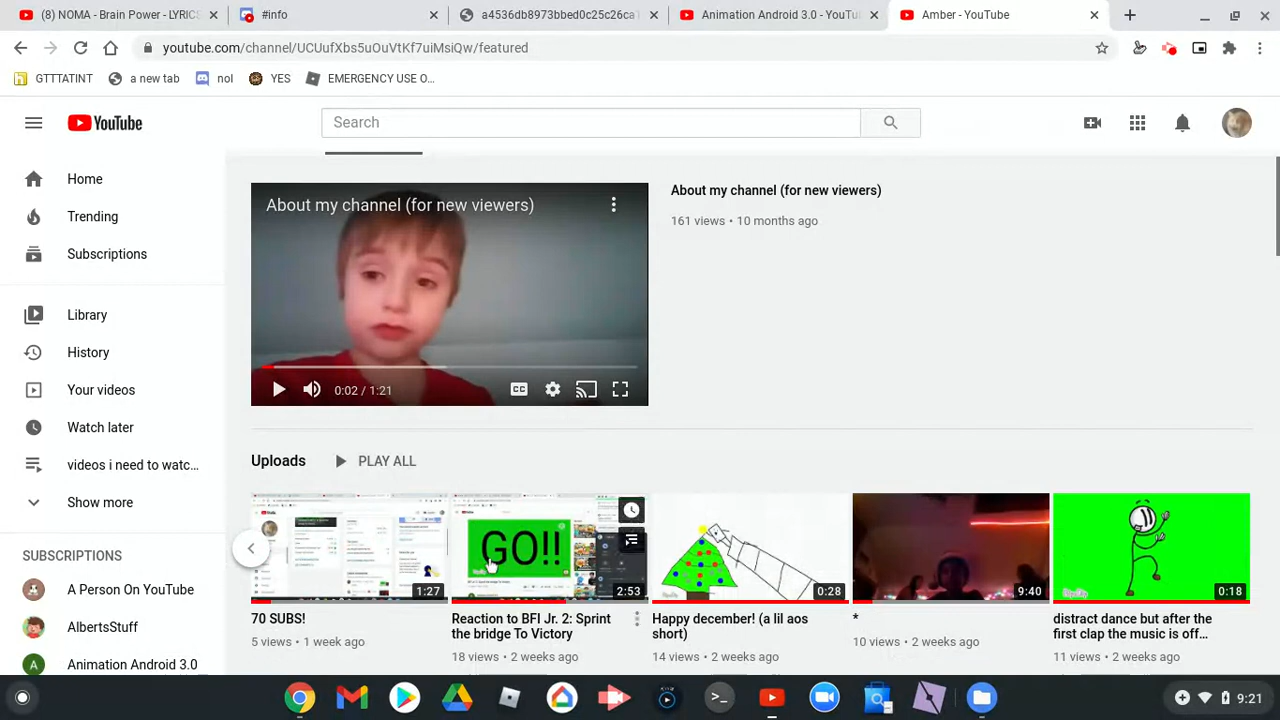 (8) NOMA - Brain Power - LYRICS
#info
a4536db8973bbed0c25c26ca
Animation Android 3.0 - YouTu
Amber - YouTube
youtube.com/channel/UCUufXbs5uOuVtKf7uiMsiQw/featured
GTTTATINT
a new tab
nol
YES
EMERGENCY USE O...
YouTube
Search
Home
Trending
Subscriptions
Library
History
Your videos
Watch later
videos i need to watc...
Show more
SUBSCRIPTIONS
A Person On YouTube
AlbertsStuff
A
Animation Android 3.0
About my channel (for new viewers)
0:02 / 1:21
CC
About my channel (for new viewers)
161 views • 10 months ago
Uploads
PLAY ALL
1:27
70 SUBS!
5 views • 1 week ago
GO!!
2:53
Reaction to BFI Jr. 2: Sprint
the bridge To Victory
18 views • 2 weeks ago
0:28
Happy december! (a lil aos
short)
14 views • 2 weeks ago
9:40
*
10 views • 2 weeks ago
0:18
distract dance but after the
first clap the music is off...
11 views • 2 weeks ago
9:21